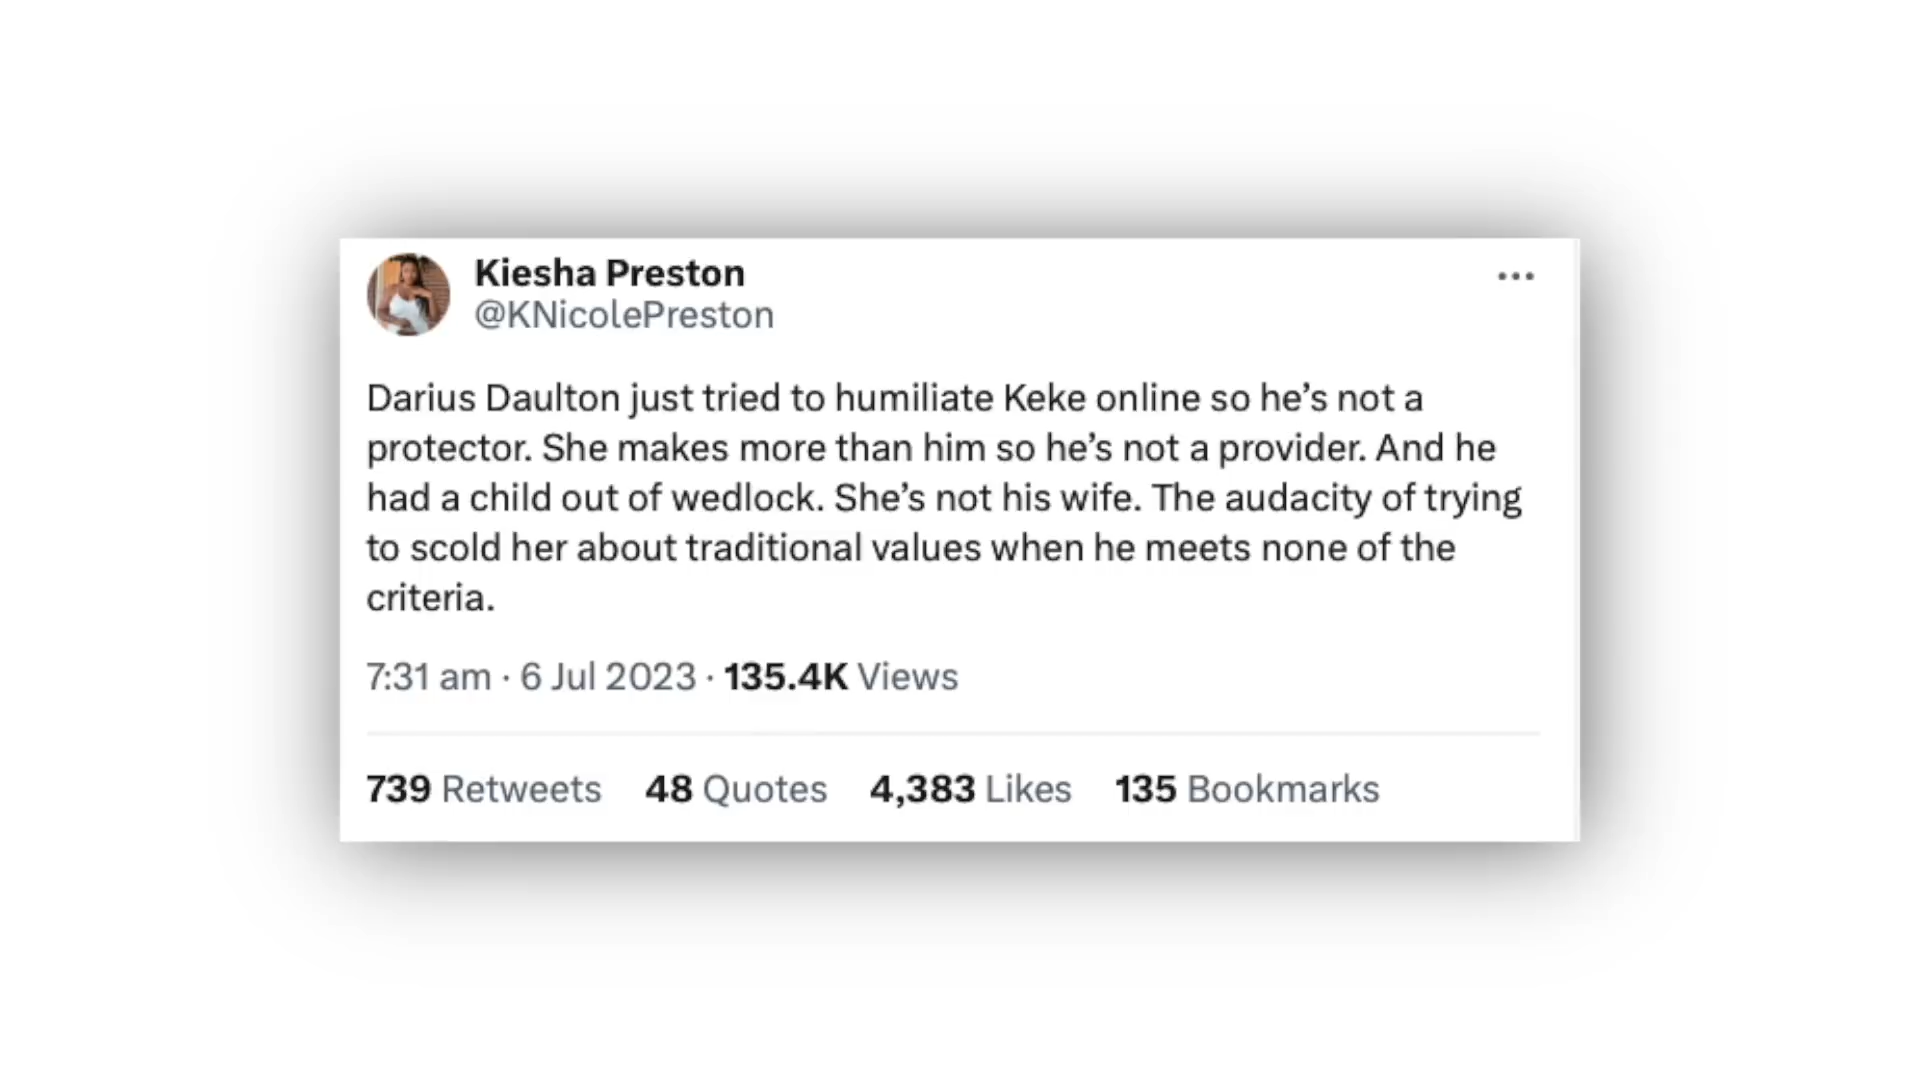 Kiesha Preston
@KNicolePreston
Darius Daulton just tried to humiliate Keke online so he’s not a
protector. She makes more than him so he’s not a provider. And he
had a child out of wedlock. She’s not his wife. The audacity of trying
to scold her about traditional values when he meets none of the
criteria.
7:31 am · 6 Jul 2023 · 135.4K Views
739 Retweets 48 Quotes 4,383 Likes 135 Bookmarks